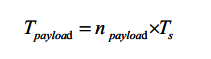 T_payload = n_payload × T_s